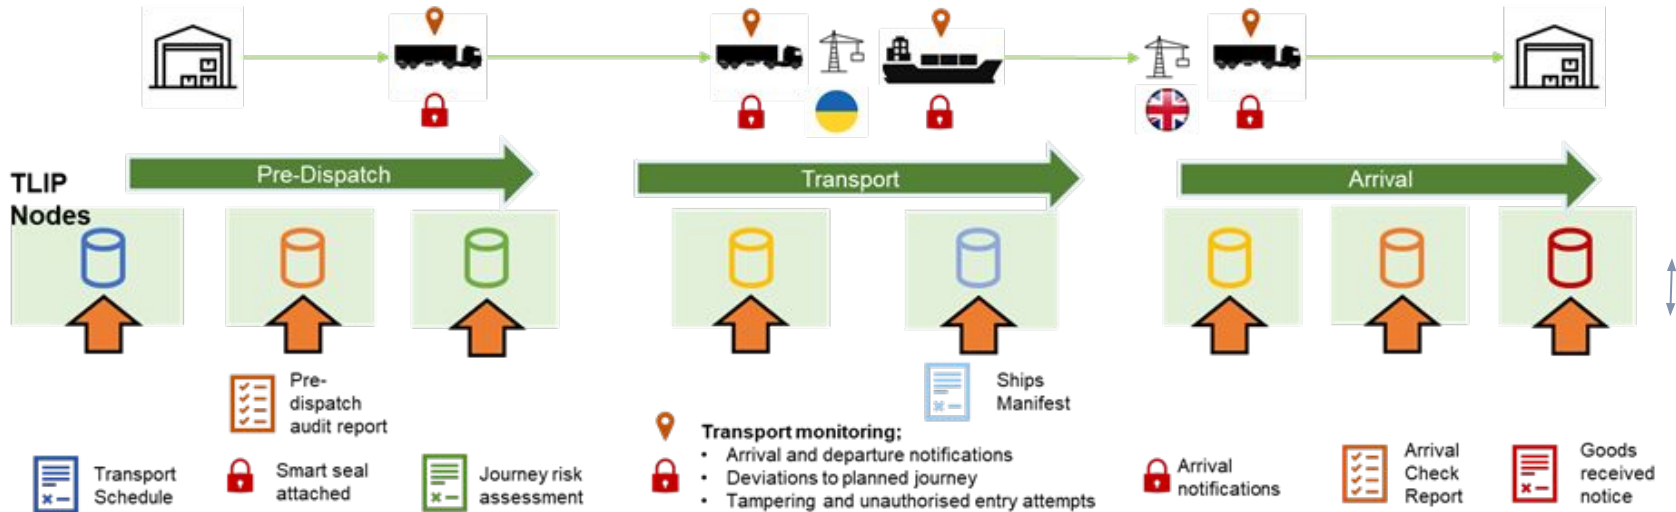 Pre-Dispatch
Transport
Arrival
TLIP
Nodes
Pre-
dispatch
audit report
Ships
Manifest
Transport
Schedule
Smart seal
attached
Journey risk
assessment
Transport monitoring;
• Arrival and departure notifications
• Deviations to planned journey
• Tampering and unauthorised entry attempts
Arrival
notifications
Arrival
Check
Report
Goods
received
notice